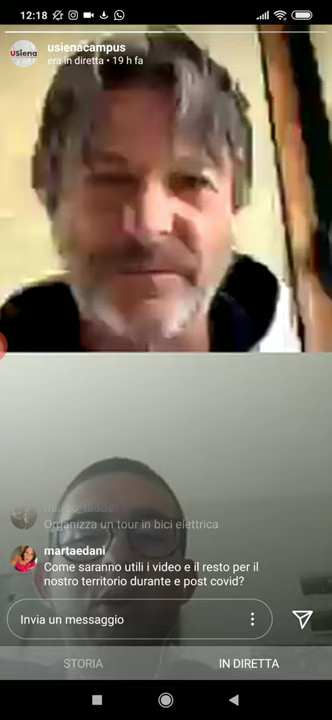 12:18
usienacampus
USiena
era in diretta • 19 h fa
Organizza un tour in bici elettrica
martaedani
Come saranno utili i video e il resto per il
nostro territorio durante e post covid?
Invia un messaggio
STORIA
IN DIRETTA